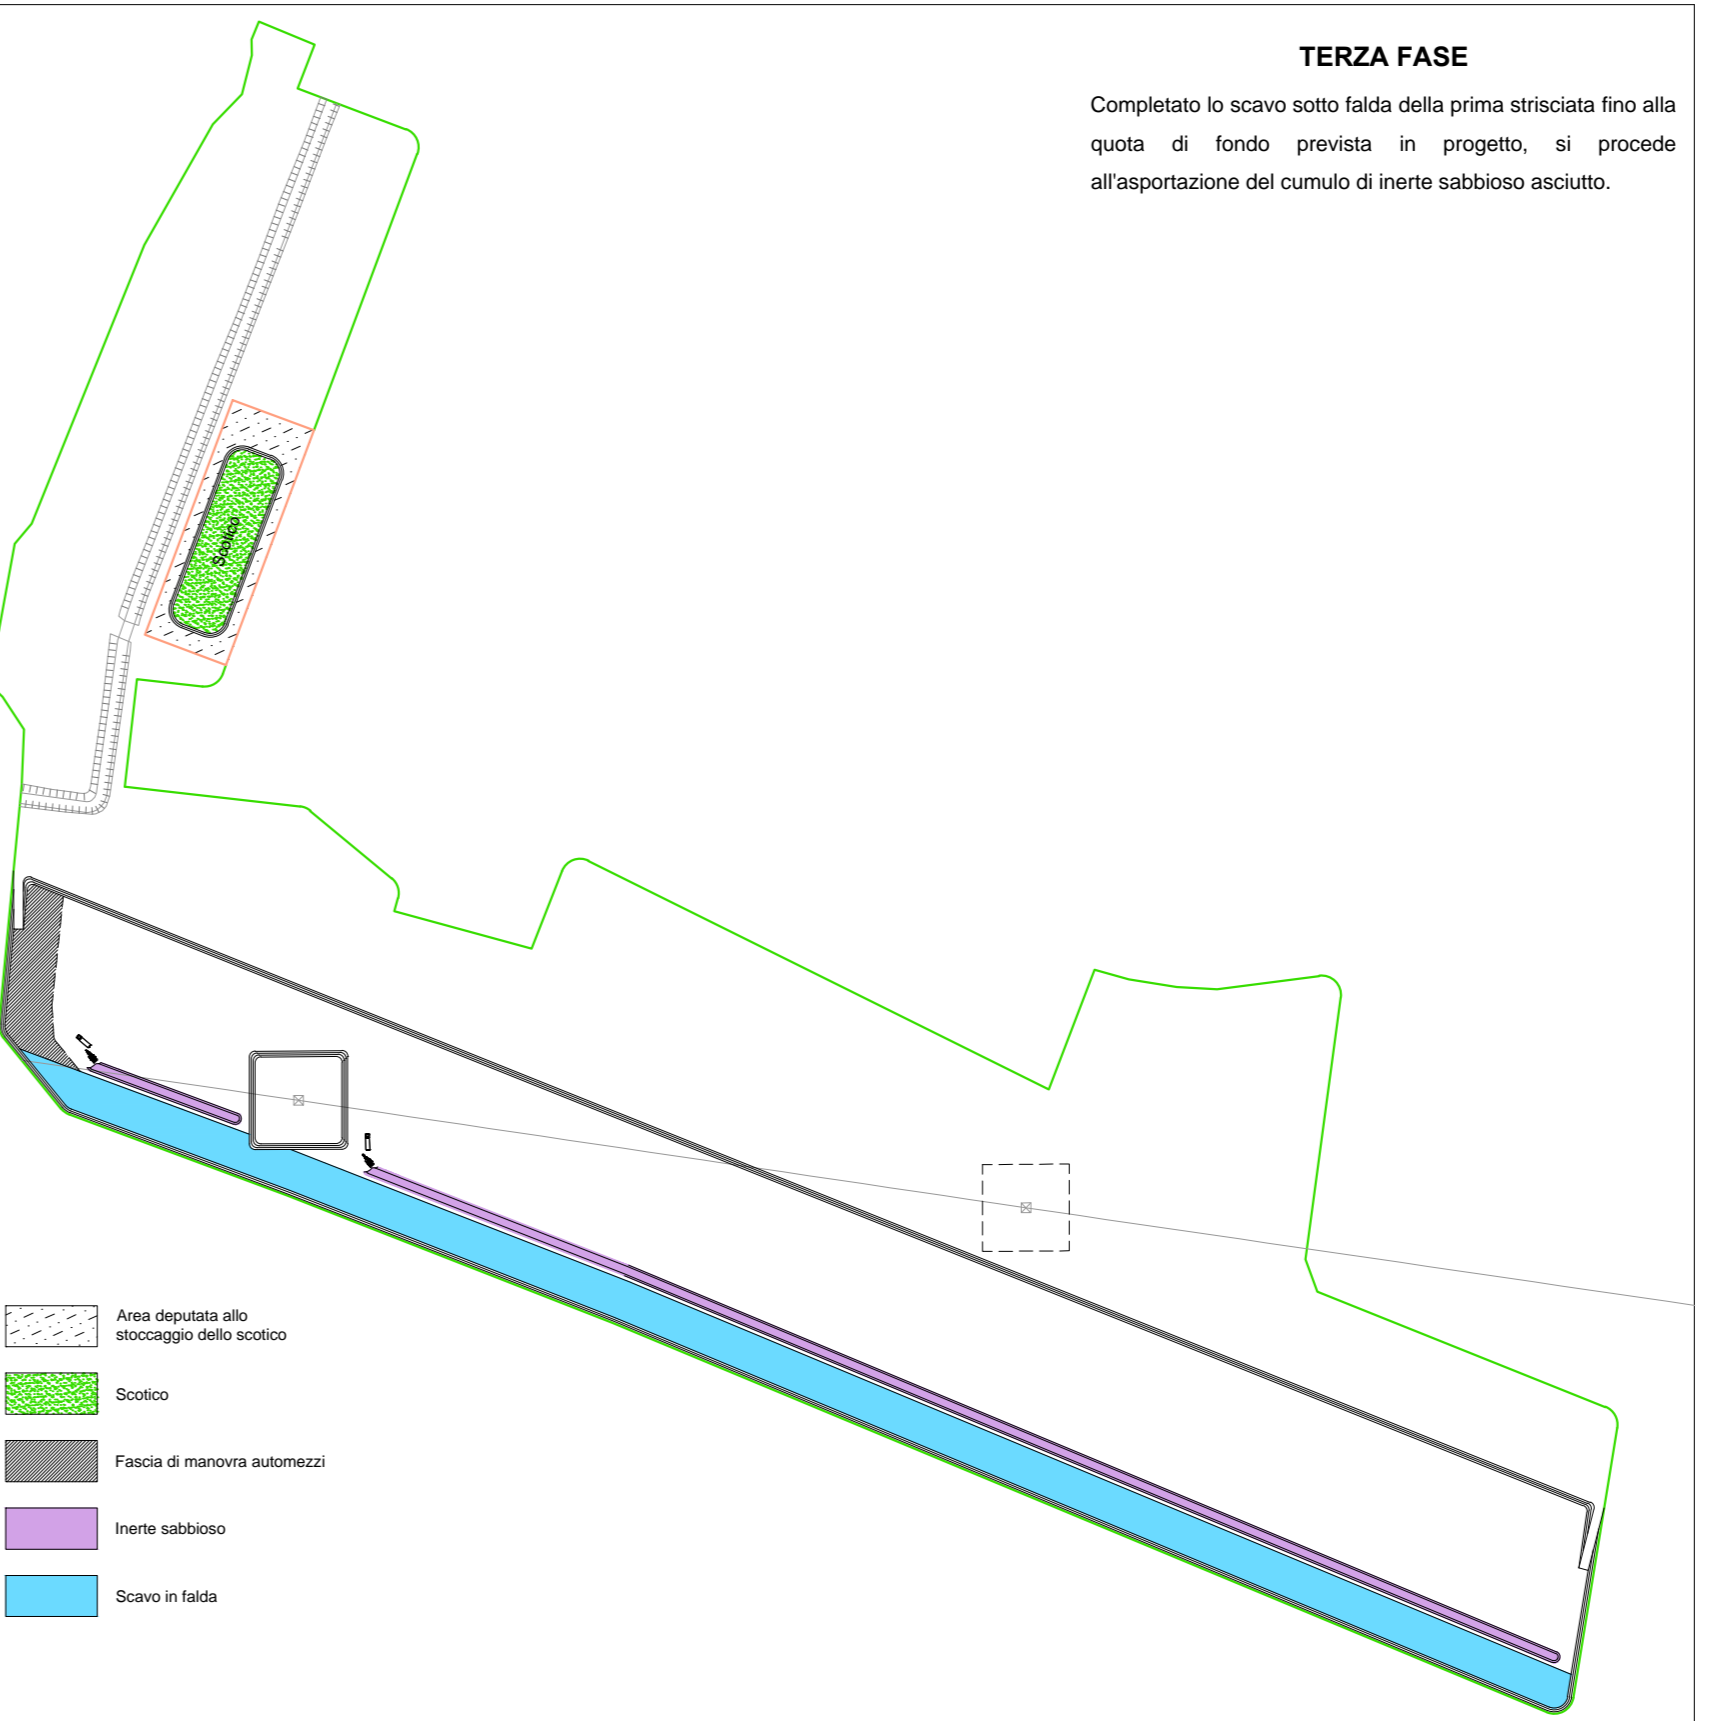 TERZA FASE
Completato lo scavo sotto falda della prima strisciata fino alla
quota di fondo prevista in progetto, si procede
all'asportazione del cumulo di inerte sabbioso asciutto.
Scotico
Area deputata allo
stoccaggio dello scotico
Scotico
Fascia di manovra automezzi
Inerte sabbioso
Scavo in falda